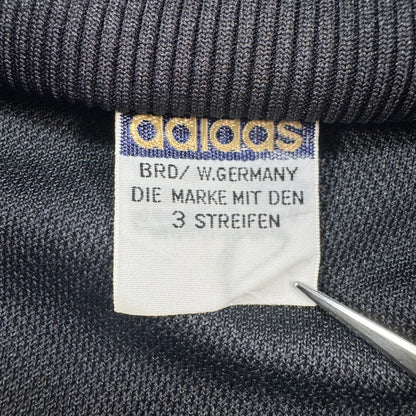 adidas
BRD/ W.GERMANY
DIE MARKE MIT DEN
3 STREIFEN